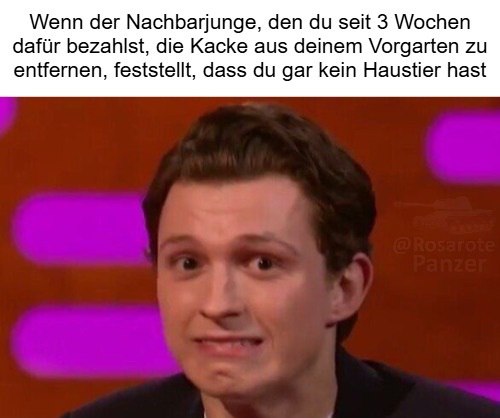 Wenn der Nachbarjunge, den du seit 3 Wochen
dafür bezahlst, die Kacke aus deinem Vorgarten zu
entfernen, feststellt, dass du gar kein Haustier hast
@Rosarote
Panzer